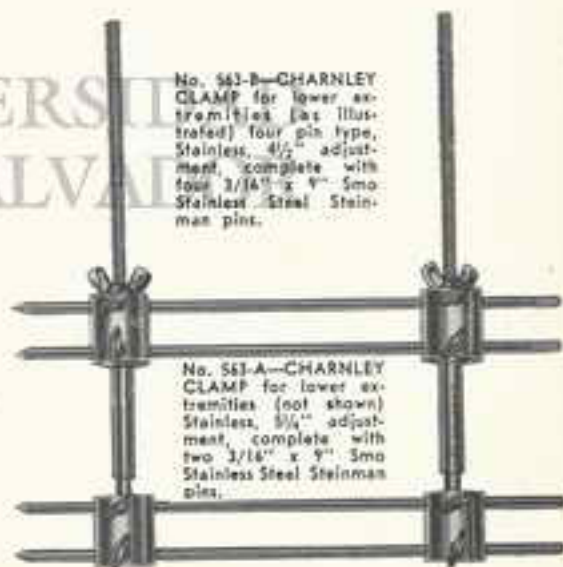 ERSID
ALVAD
No. 563-B—CHARNLEY
CLAMP for lower ex-
tremities (as illus-
trated) four pin type,
Stainless, 4½" adjust-
ment, complete with
four 3/16" x 9" Smo
Stainless Steel Stein-
man pins.
No. 563-A—CHARNLEY
CLAMP for lower ex-
tremities (not shown)
Stainless, 5¼" adjust-
ment, complete with
two 3/16" x 9" Smo
Stainless Steel Steinman
pins.